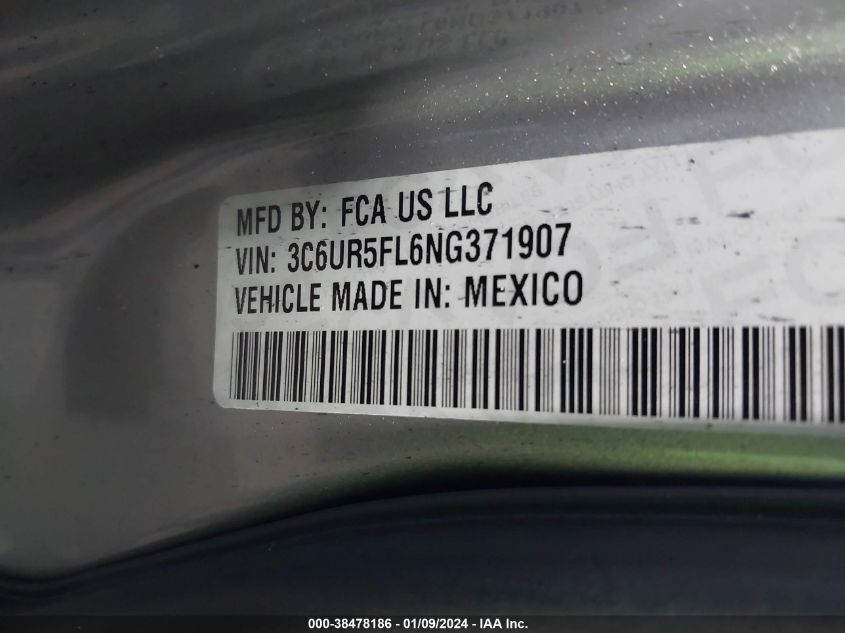 MFD BY: FCA US LLC
VIN: 3C6UR5FL6NG371907
VEHICLE MADE IN: MEXICO
000-38478186 - 01/09/2024 - IAA Inc.